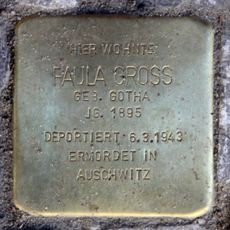 HIER WOHNTE
PAULA GROSS
GEB. GOTHA
JG. 1895
DEPORTIERT 6.3.1943
ERMORDET IN
AUSCHWITZ